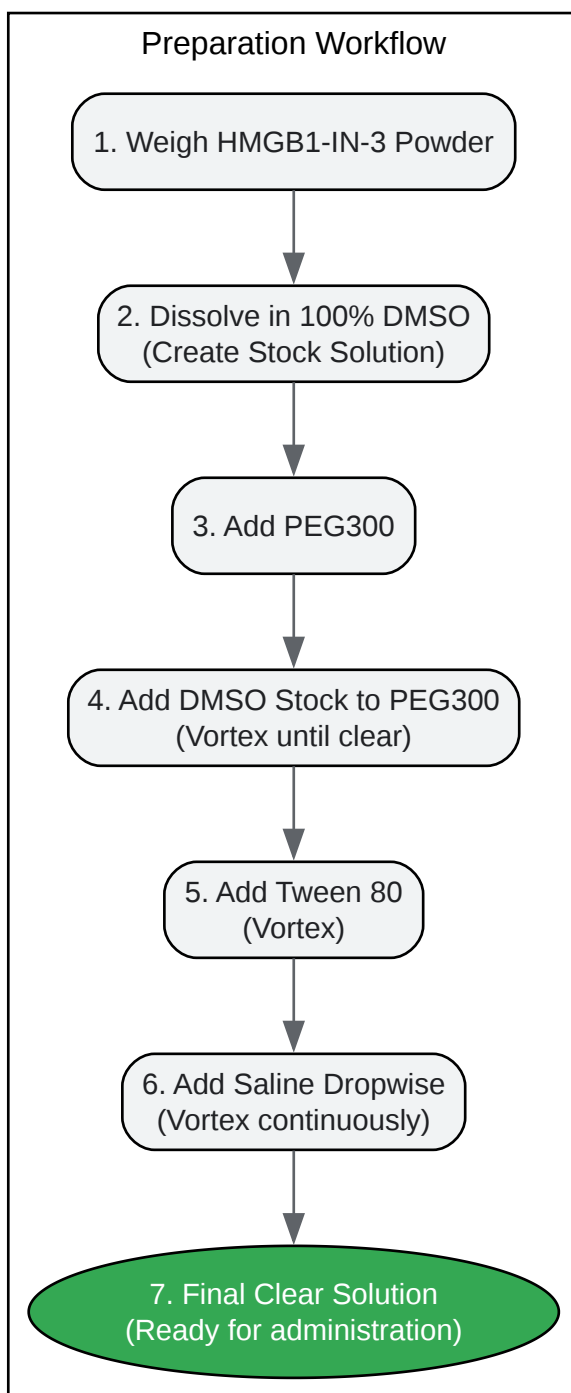 Preparation Workflow
1. Weigh HMGB1-IN-3 Powder
2. Dissolve in 100% DMSO
(Create Stock Solution)
3. Add PEG300
4. Add DMSO Stock to PEG300
(Vortex until clear)
5. Add Tween 80
(Vortex)
6. Add Saline Dropwise
(Vortex continuously)
7. Final Clear Solution
(Ready for administration)